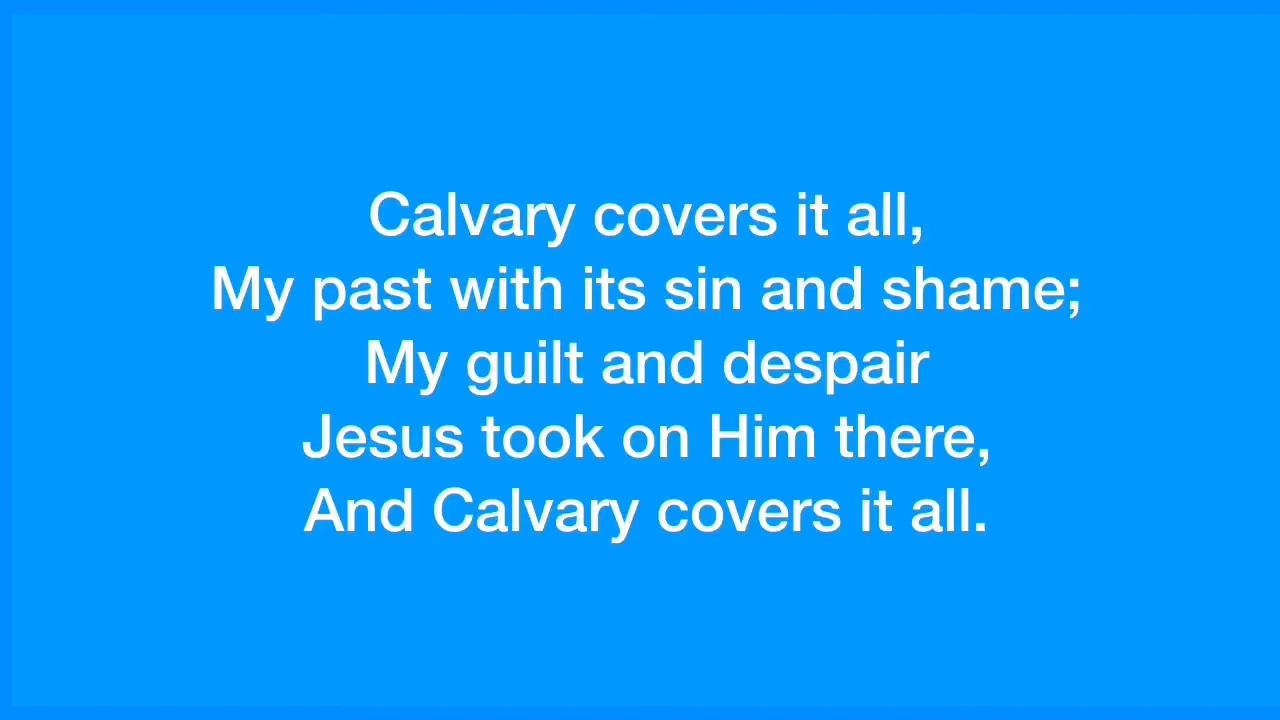 Calvary covers it all,
My past with its sin and shame;
My guilt and despair
Jesus took on Him there,
And Calvary covers it all.